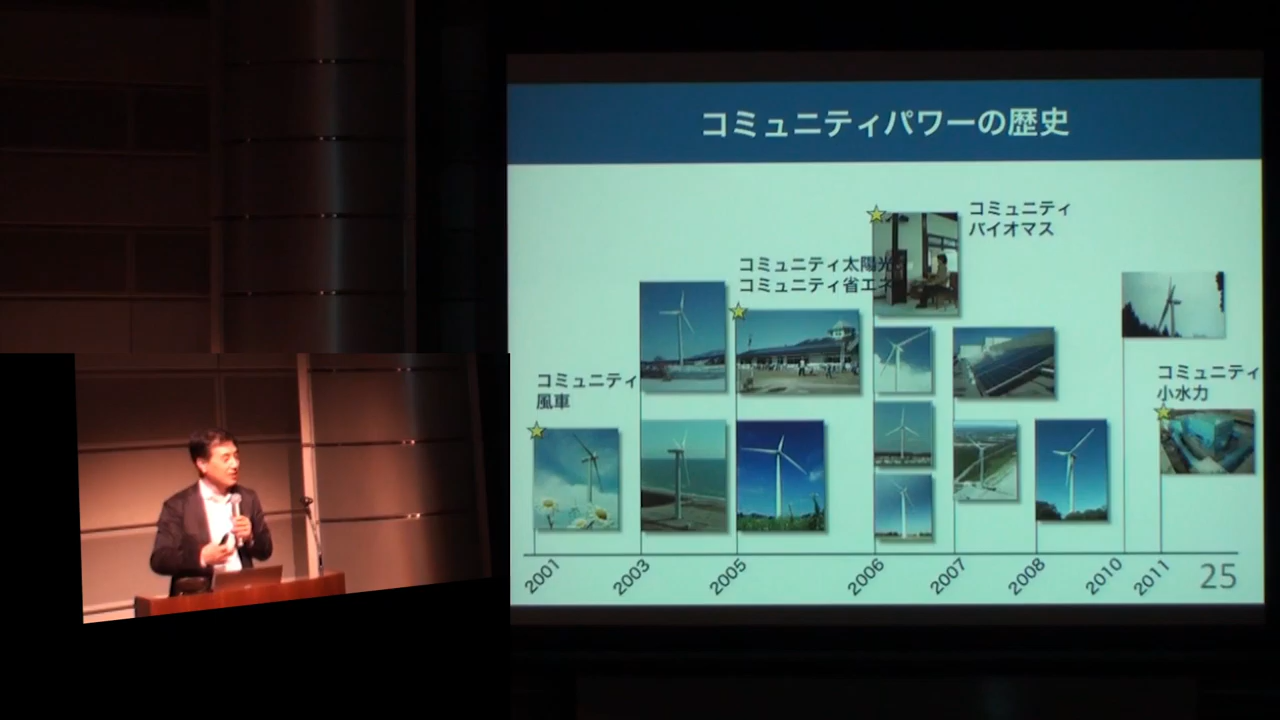 コミュニティパワーの歴史
コミュニティ
バイオマス
コミュニティ太陽光
コミュニティ省エネ
コミュニティ
風車
コミュニティ
小水力
2001
2003
2005
2006
2007
2008
2010
2011
25